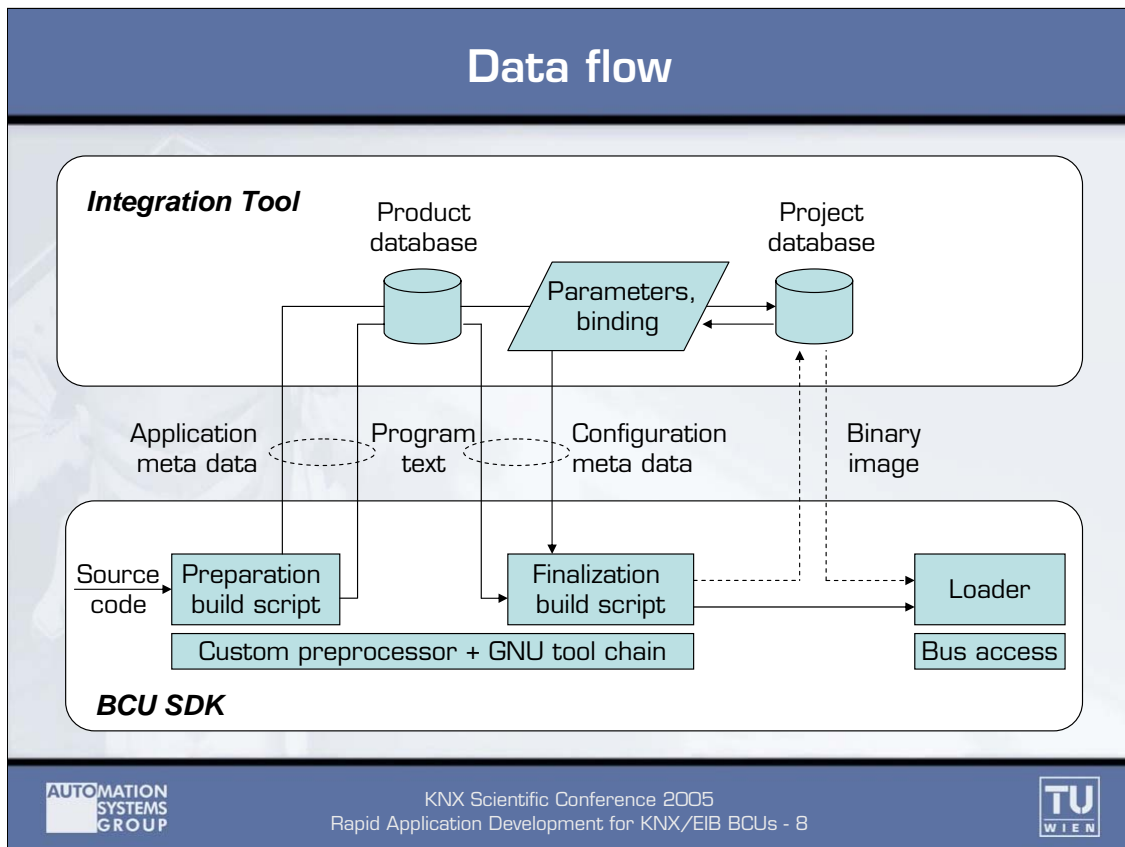 Data flow
Integration Tool
Product
database
Project
database
Parameters,
binding
Application
meta data
Program
text
Configuration
meta data
Binary
image
Source
code
Preparation
build script
Finalization
build script
Loader
Custom preprocessor + GNU tool chain
Bus access
BCU SDK
AUTOMATION
SYSTEMS
GROUP
KNX Scientific Conference 2005
Rapid Application Development for KNX/EIB BCUs - 8
TU
WIEN